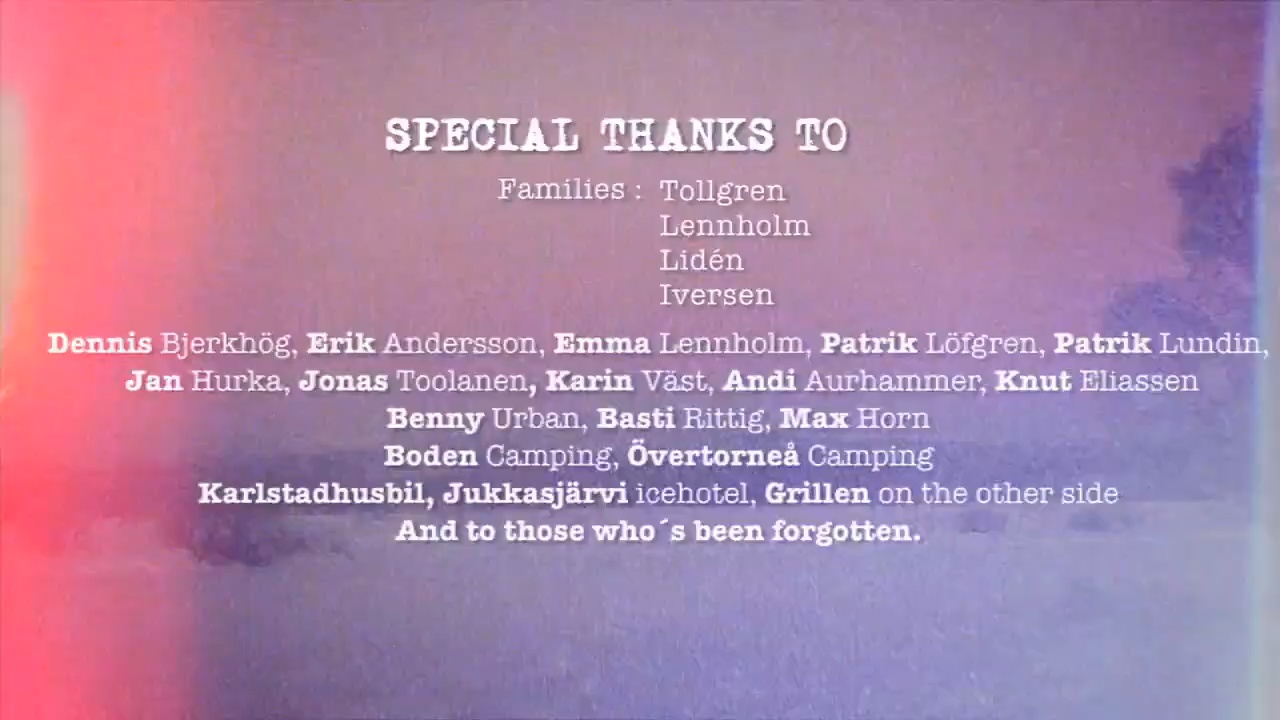 SPECIAL THANKS TO
Families : Tollgren
Lennholm
Lidén
Iversen
Dennis Bjerkhög, Erik Andersson, Emma Lennholm, Patrik Löfgren, Patrik Lundin,
Jan Hurka, Jonas Toolanen, Karin Väst, Andi Aurhammer, Knut Eliassen
Benny Urban, Basti Rittig, Max Horn
Boden Camping, Övertorneå Camping
Karlstadhusbil, Jukkasjärvi icehotel, Grillen on the other side
And to those who´s been forgotten.